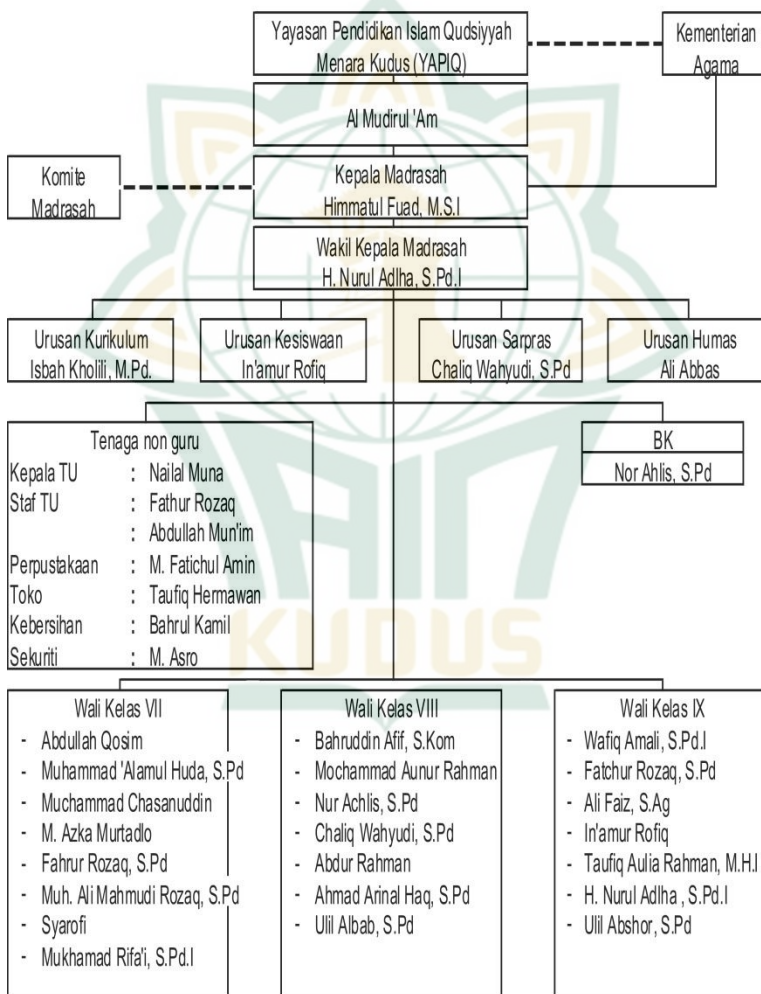 Yayasan Pendidikan Islam Qudsiyyah
Menara Kudus (YAPIQ)
Kementerian
Agama
Al Mudirul 'Am
Komite
Madrasah
Kepala Madrasah
Himmatul Fuad, M.S.I
Wakil Kepala Madrasah
H. Nurul Adlha, S.Pd.I
Urusan Kurikulum
Isbah Kholili, M.Pd.
Urusan Kesiswaan
In'amur Rofiq
Urusan Sarpras
Chaliq Wahyudi, S.Pd
Urusan Humas
Ali Abbas
Tenaga non guru
Kepala TU : Nailal Muna
Staf TU : Fathur Rozaq
: Abdullah Mun'im
Perpustakaan : M. Fatichul Amin
Toko : Taufiq Hermawan
Kebersihan : Bahrul Kamil
Sekuriti : M. Asro
BK
Nor Ahlis, S.Pd
Wali Kelas VII
- Abdullah Qosim
- Muhammad 'Alamul Huda, S.Pd
- Muchammad Chasanuddin
- M. Azka Murtadlo
- Fahrur Rozaq, S.Pd
- Muh. Ali Mahmudi Rozaq, S.Pd
- Syarofi
- Mukhamad Rifa'i, S.Pd.I
Wali Kelas VIII
- Bahruddin Afif, S.Kom
- Mochammad Aunur Rahman
- Nur Achlis, S.Pd
- Chaliq Wahyudi, S.Pd
- Abdur Rahman
- Ahmad Arinal Haq, S.Pd
- Ulil Albab, S.Pd
Wali Kelas IX
- Wafiq Amali, S.Pd.I
- Fatchur Rozaq, S.Pd
- Ali Faiz, S.Ag
- In'amur Rofiq
- Taufiq Aulia Rahman, M.H.I
- H. Nurul Adlha , S.Pd.I
- Ulil Abshor, S.Pd
IAIN
KUDUS